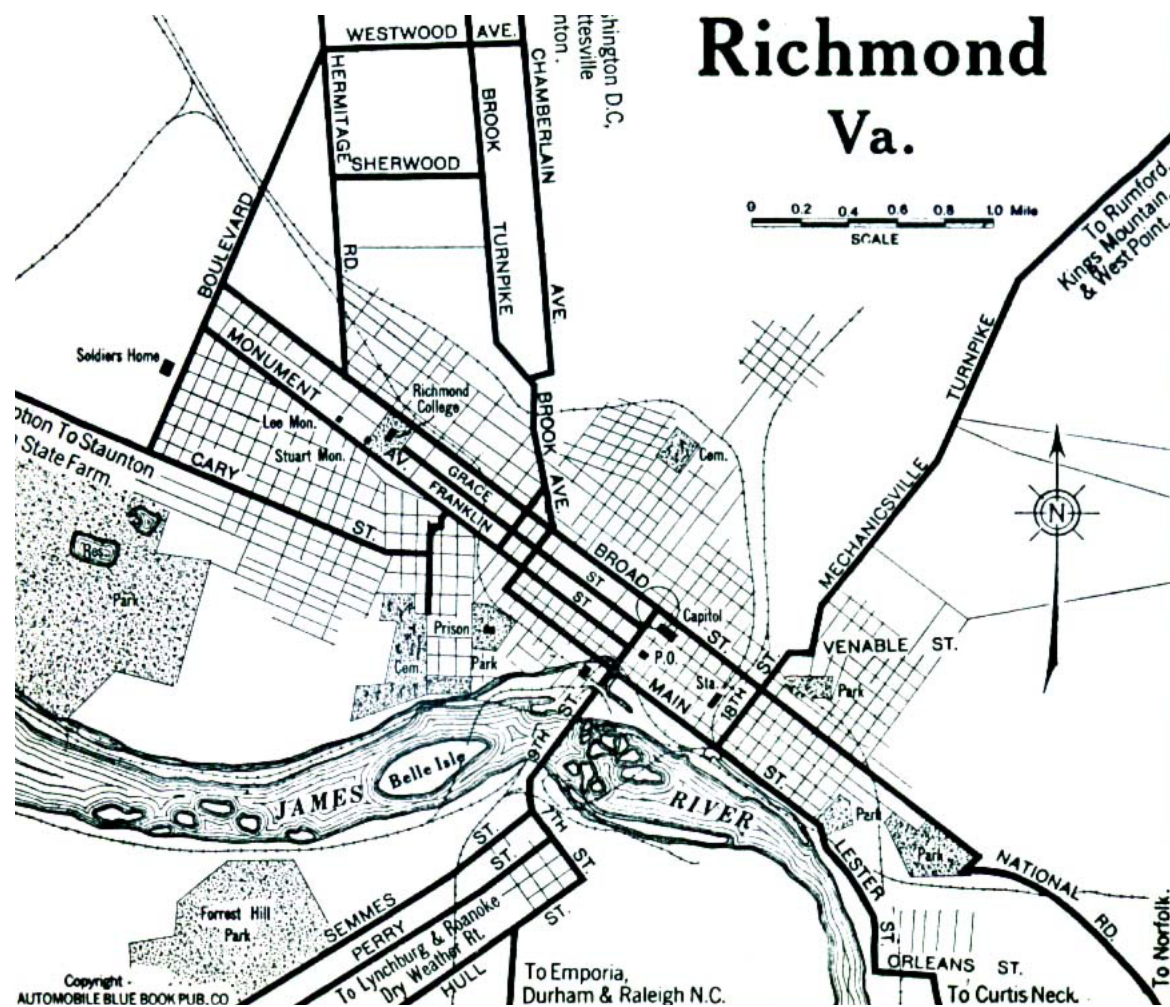 Richmond
Va.
0 0.2 0.4 0.6 0.8 1.0 Mile
SCALE
WESTWOOD AVE.
HERMITAGE
RD.
SHERWOOD
BROOK
TURNPIKE
CHAMBERLAIN
AVE.
shington D.C,
ttesville
nton.
BOULEVARD
To Rumford,
Kings Mountain,
& West Point.
MECHANICSVILLE TURNPIKE
Soldiers Home
MONUMENT
AV.
Lee Mon.
Stuart Mon.
Richmond
College
BROOK
AVE.
Cem.
N
ption To Staunton
State Farm
CARY
ST.
GRACE
ST
FRANKLIN
ST
BROAD
ST.
Res.
Park
Prison
Cem.
Park
Capitol
P.O.
Sta.
MAIN
ST.
18TH
ST.
VENABLE ST.
Park
9TH
ST.
Belle Isle
JAMES
RIVER
7TH
ST.
Park
Park
LESTER
ST.
NATIONAL
RD.
SEMMES
ST.
PERRY
ST.
To Lynchburg & Roanoke
Dry Weather Rt.
HULL
ST.
Forrest Hill
Park
ORLEANS ST.
To Norfolk.
To Curtis Neck.
To Emporia,
Durham & Raleigh N.C.
Copyright -
AUTOMOBILE BLUE BOOK PUB. CO